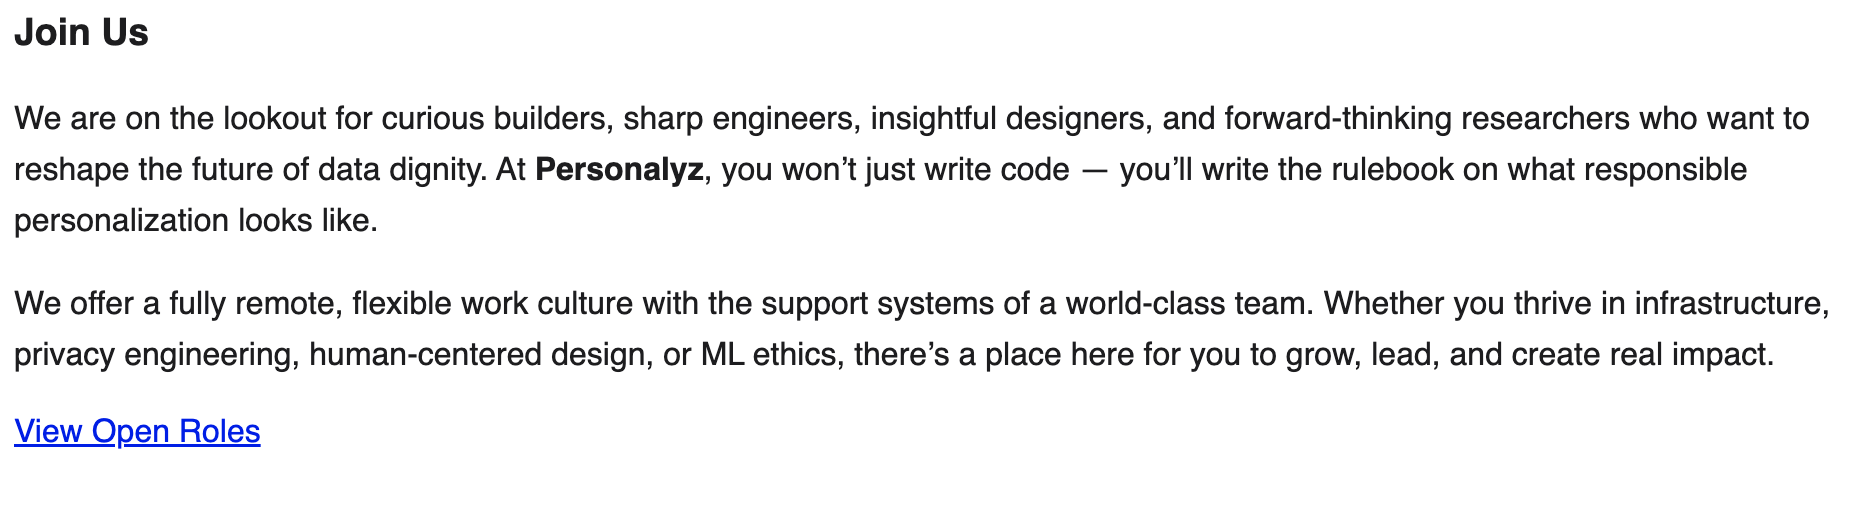 Join Us
We are on the lookout for curious builders, sharp engineers, insightful designers, and forward-thinking researchers who want to
reshape the future of data dignity. At Personalyz, you won’t just write code — you’ll write the rulebook on what responsible
personalization looks like.
We offer a fully remote, flexible work culture with the support systems of a world-class team. Whether you thrive in infrastructure,
privacy engineering, human-centered design, or ML ethics, there’s a place here for you to grow, lead, and create real impact.
View Open Roles